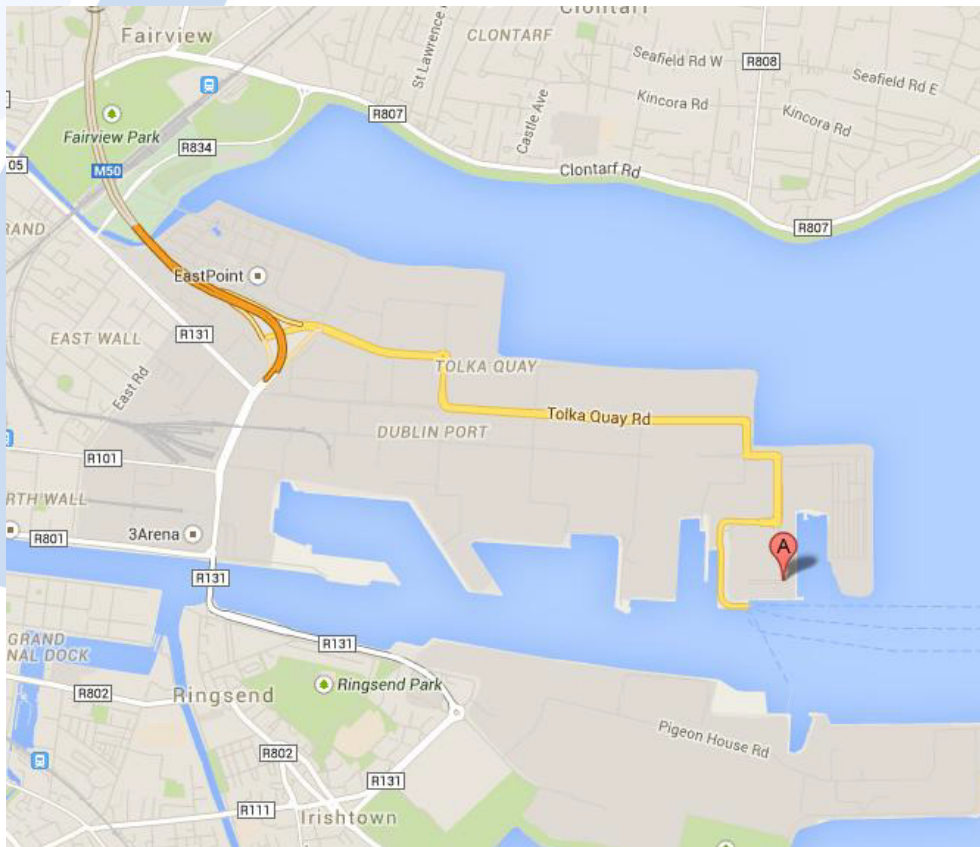 Clontarf
Fairview
CLONTARF
St Lawrence
Castle Ave
Seafield Rd W
R808
Seafield Rd E
Kincora Rd
Kincora Rd
R807
Fairview Park
R834
05
M50
Clontarf Rd
R807
RAND
EastPoint
R131
EAST WALL
East Rd
TOLKA QUAY
Tolka Quay Rd
DUBLIN PORT
R101
RTH WALL
3Arena
R801
A
R131
R131
GRAND
NAL DOCK
R802
Ringsend
Ringsend Park
Pigeon House Rd
R802
R131
R111
Irishtown